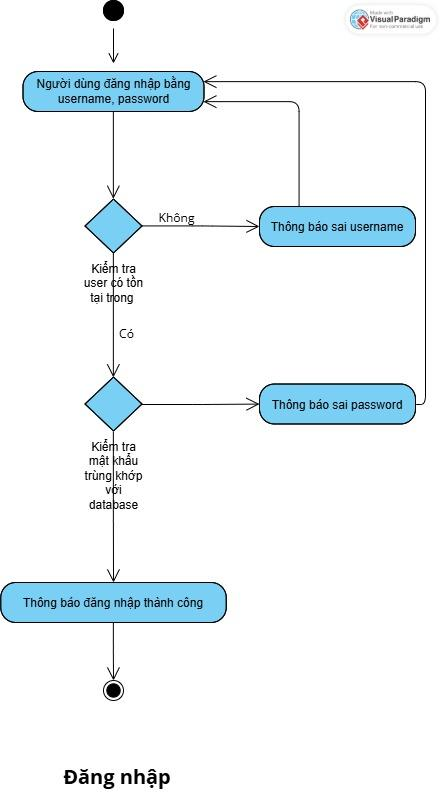 Made with
VisualParadigm
For non-commercial use
Người dùng đăng nhập bằng
username, password
Không
Thông báo sai username
Kiểm tra
user có tồn
tại trong
Có
Thông báo sai password
Kiểm tra
mật khẩu
trùng khớp
với
database
Thông báo đăng nhập thành công
Đăng nhập